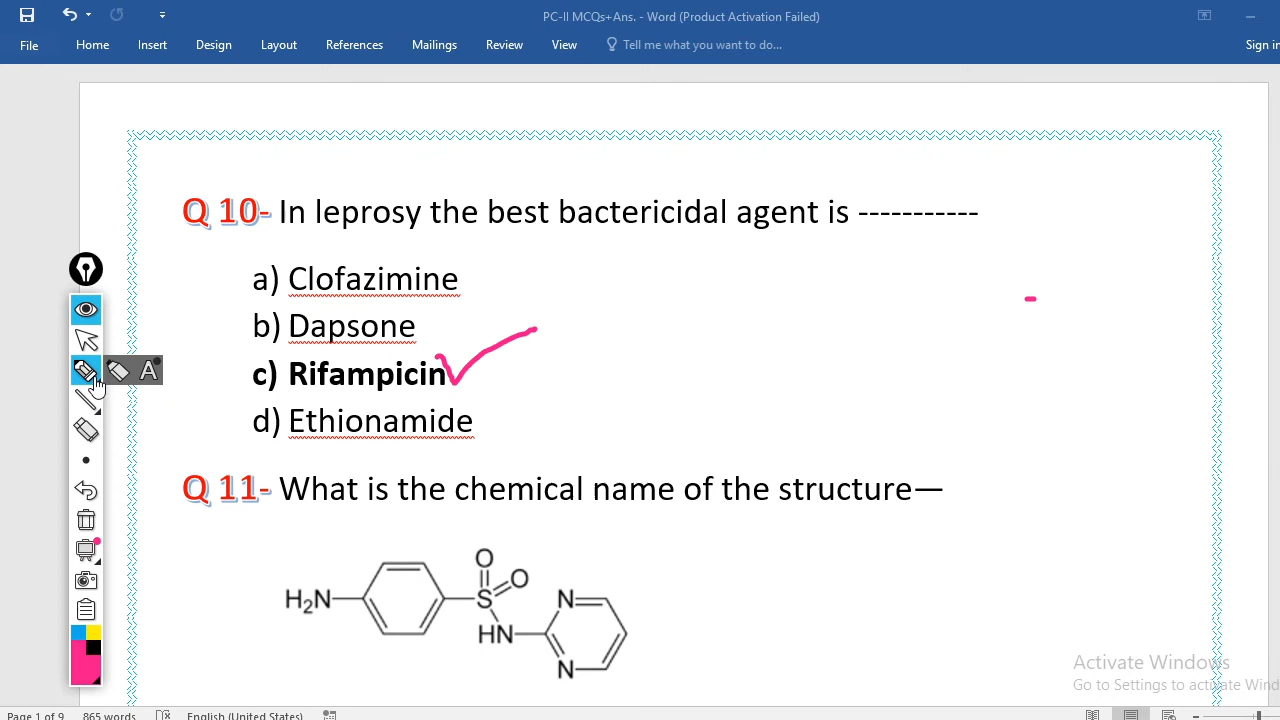 PC-II MCQs+Ans. - Word (Product Activation Failed)
File Home Insert Design Layout References Mailings Review View Tell me what you want to do... Sign in
Q 10- In leprosy the best bactericidal agent is -----------
a) Clofazimine
b) Dapsone
c) Rifampicin
d) Ethionamide
A
Q 11- What is the chemical name of the structure—
O
O
H2N
S
N
HN
N
Activate Windows
Go to Settings to activate Wind
Page 1 of 9 865 words English (United States)